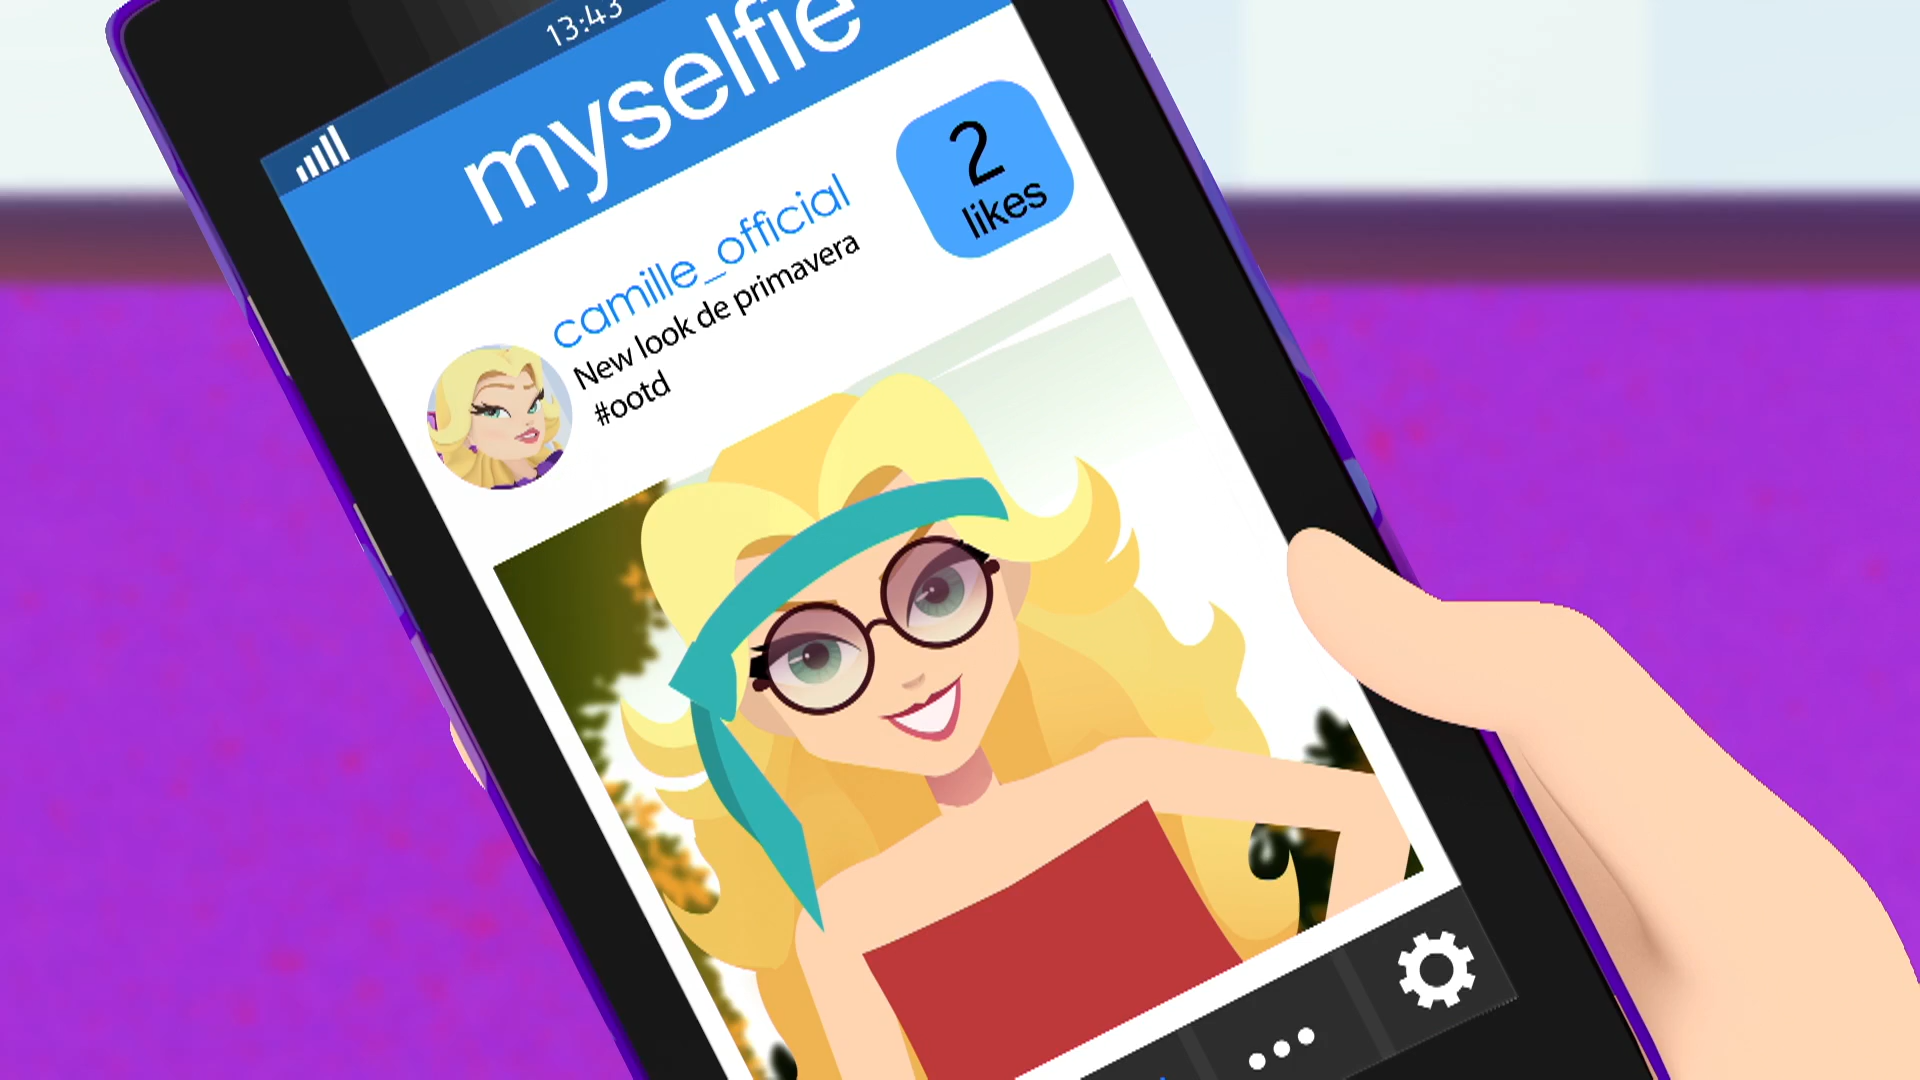 13:43
myselfie
2
likes
camille_official
New look de primavera
#ootd